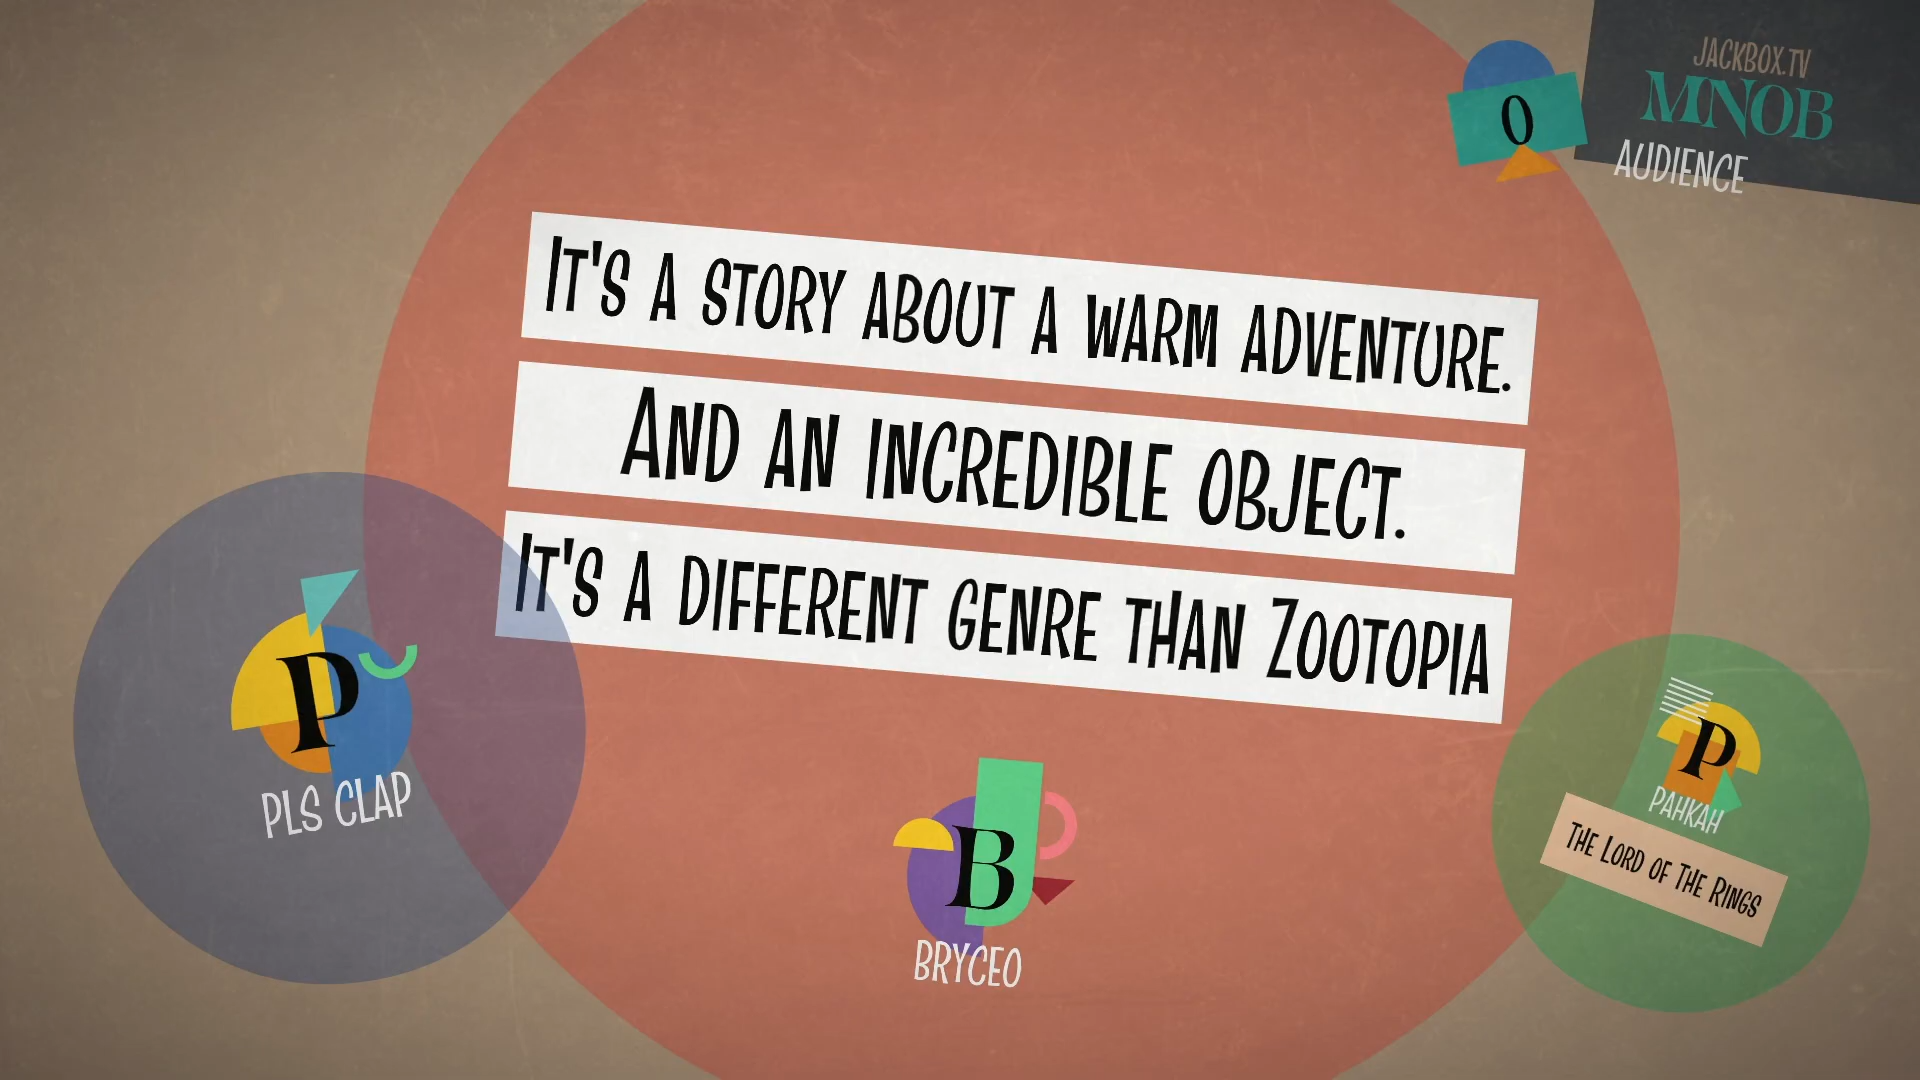 JACKBOX.TV
MNOB
0
AUDIENCE
It's a story about a warm adventure.
And an incredible object.
It's a different genre than Zootopia
P
PLS CLAP
B
BRYCEO
P
PAHKAH
The Lord of The Rings